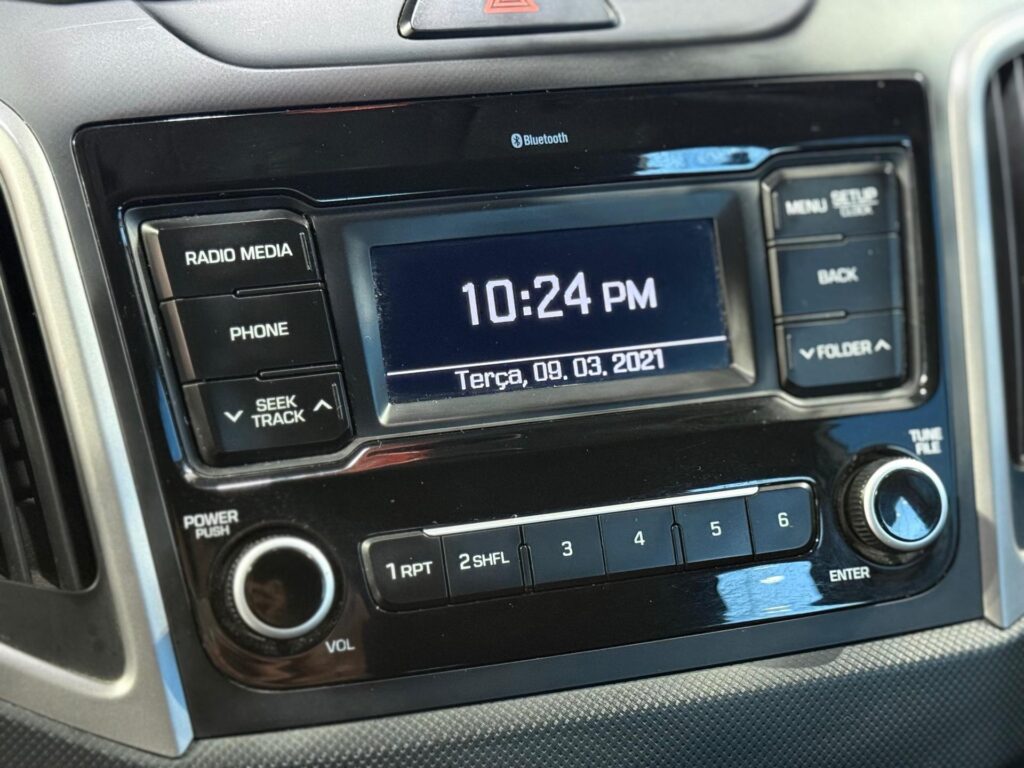 Bluetooth
RADIO MEDIA
PHONE
SEEK
TRACK
10:24 PM
Terça, 09. 03. 2021
MENU SETUP
CLOCK
BACK
FOLDER
POWER
PUSH
VOL
1 RPT
2 SHFL
3
4
5
6
TUNE
FILE
ENTER